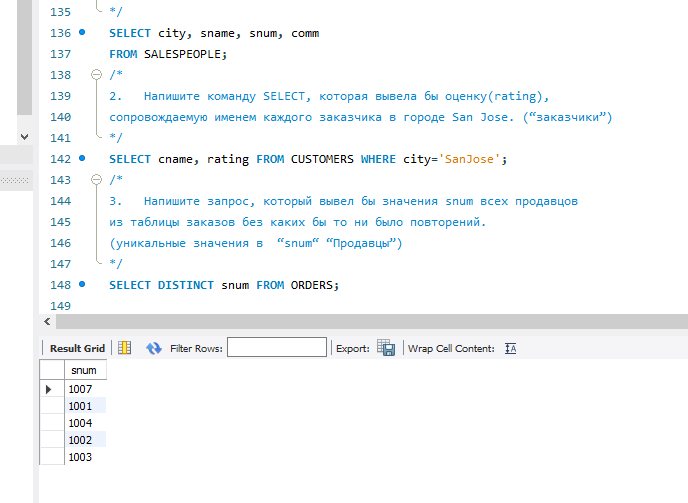 135 */
136 SELECT city, sname, snum, comm
137 FROM SALESPEOPLE;
138 /*
139 2. Напишите команду SELECT, которая вывела бы оценку(rating),
140 сопровождаемую именем каждого заказчика в городе San Jose. (“заказчики”)
141 */
142 SELECT cname, rating FROM CUSTOMERS WHERE city='SanJose';
143 /*
144 3. Напишите запрос, который вывел бы значения snum всех продавцов
145 из таблицы заказов без каких бы то ни было повторений.
146 (уникальные значения в “snum“ “Продавцы”)
147 */
148 SELECT DISTINCT snum FROM ORDERS;
149
Result Grid Filter Rows: Export: Wrap Cell Content: IA
snum
1007
1001
1004
1002
1003